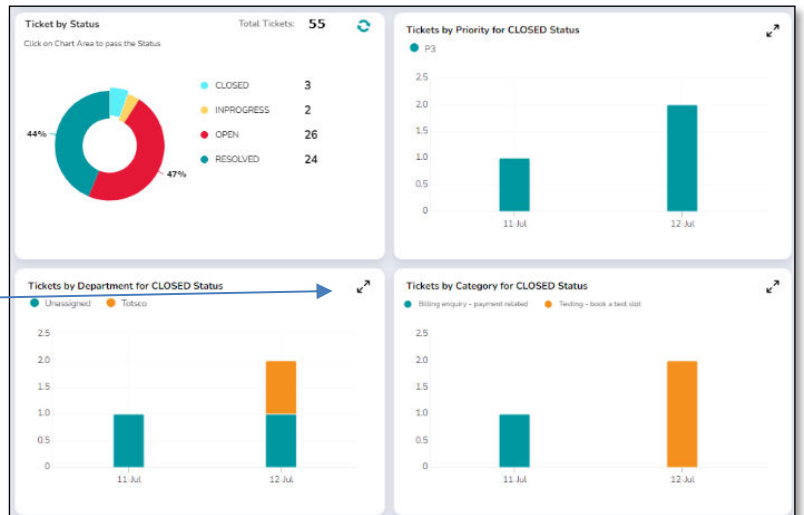 Ticket by Status Total Tickets: 55
Click on Chart Area to pass the Status
CLOSED 3
INPROGRESS 2
OPEN 26
RESOLVED 24
44%
47%
Tickets by Priority for CLOSED Status
P3
2.5
2.0
1.5
1.0
0.5
0
11-Jul 12-Jul
Tickets by Department for CLOSED Status
Unassigned Totsco
2.5
2.0
1.5
1.0
0.5
0
11-Jul 12-Jul
Tickets by Category for CLOSED Status
Billing enquiry - payment related Testing - book a test slot
2.5
2.0
1.5
1.0
0.5
0
11-Jul 12-Jul